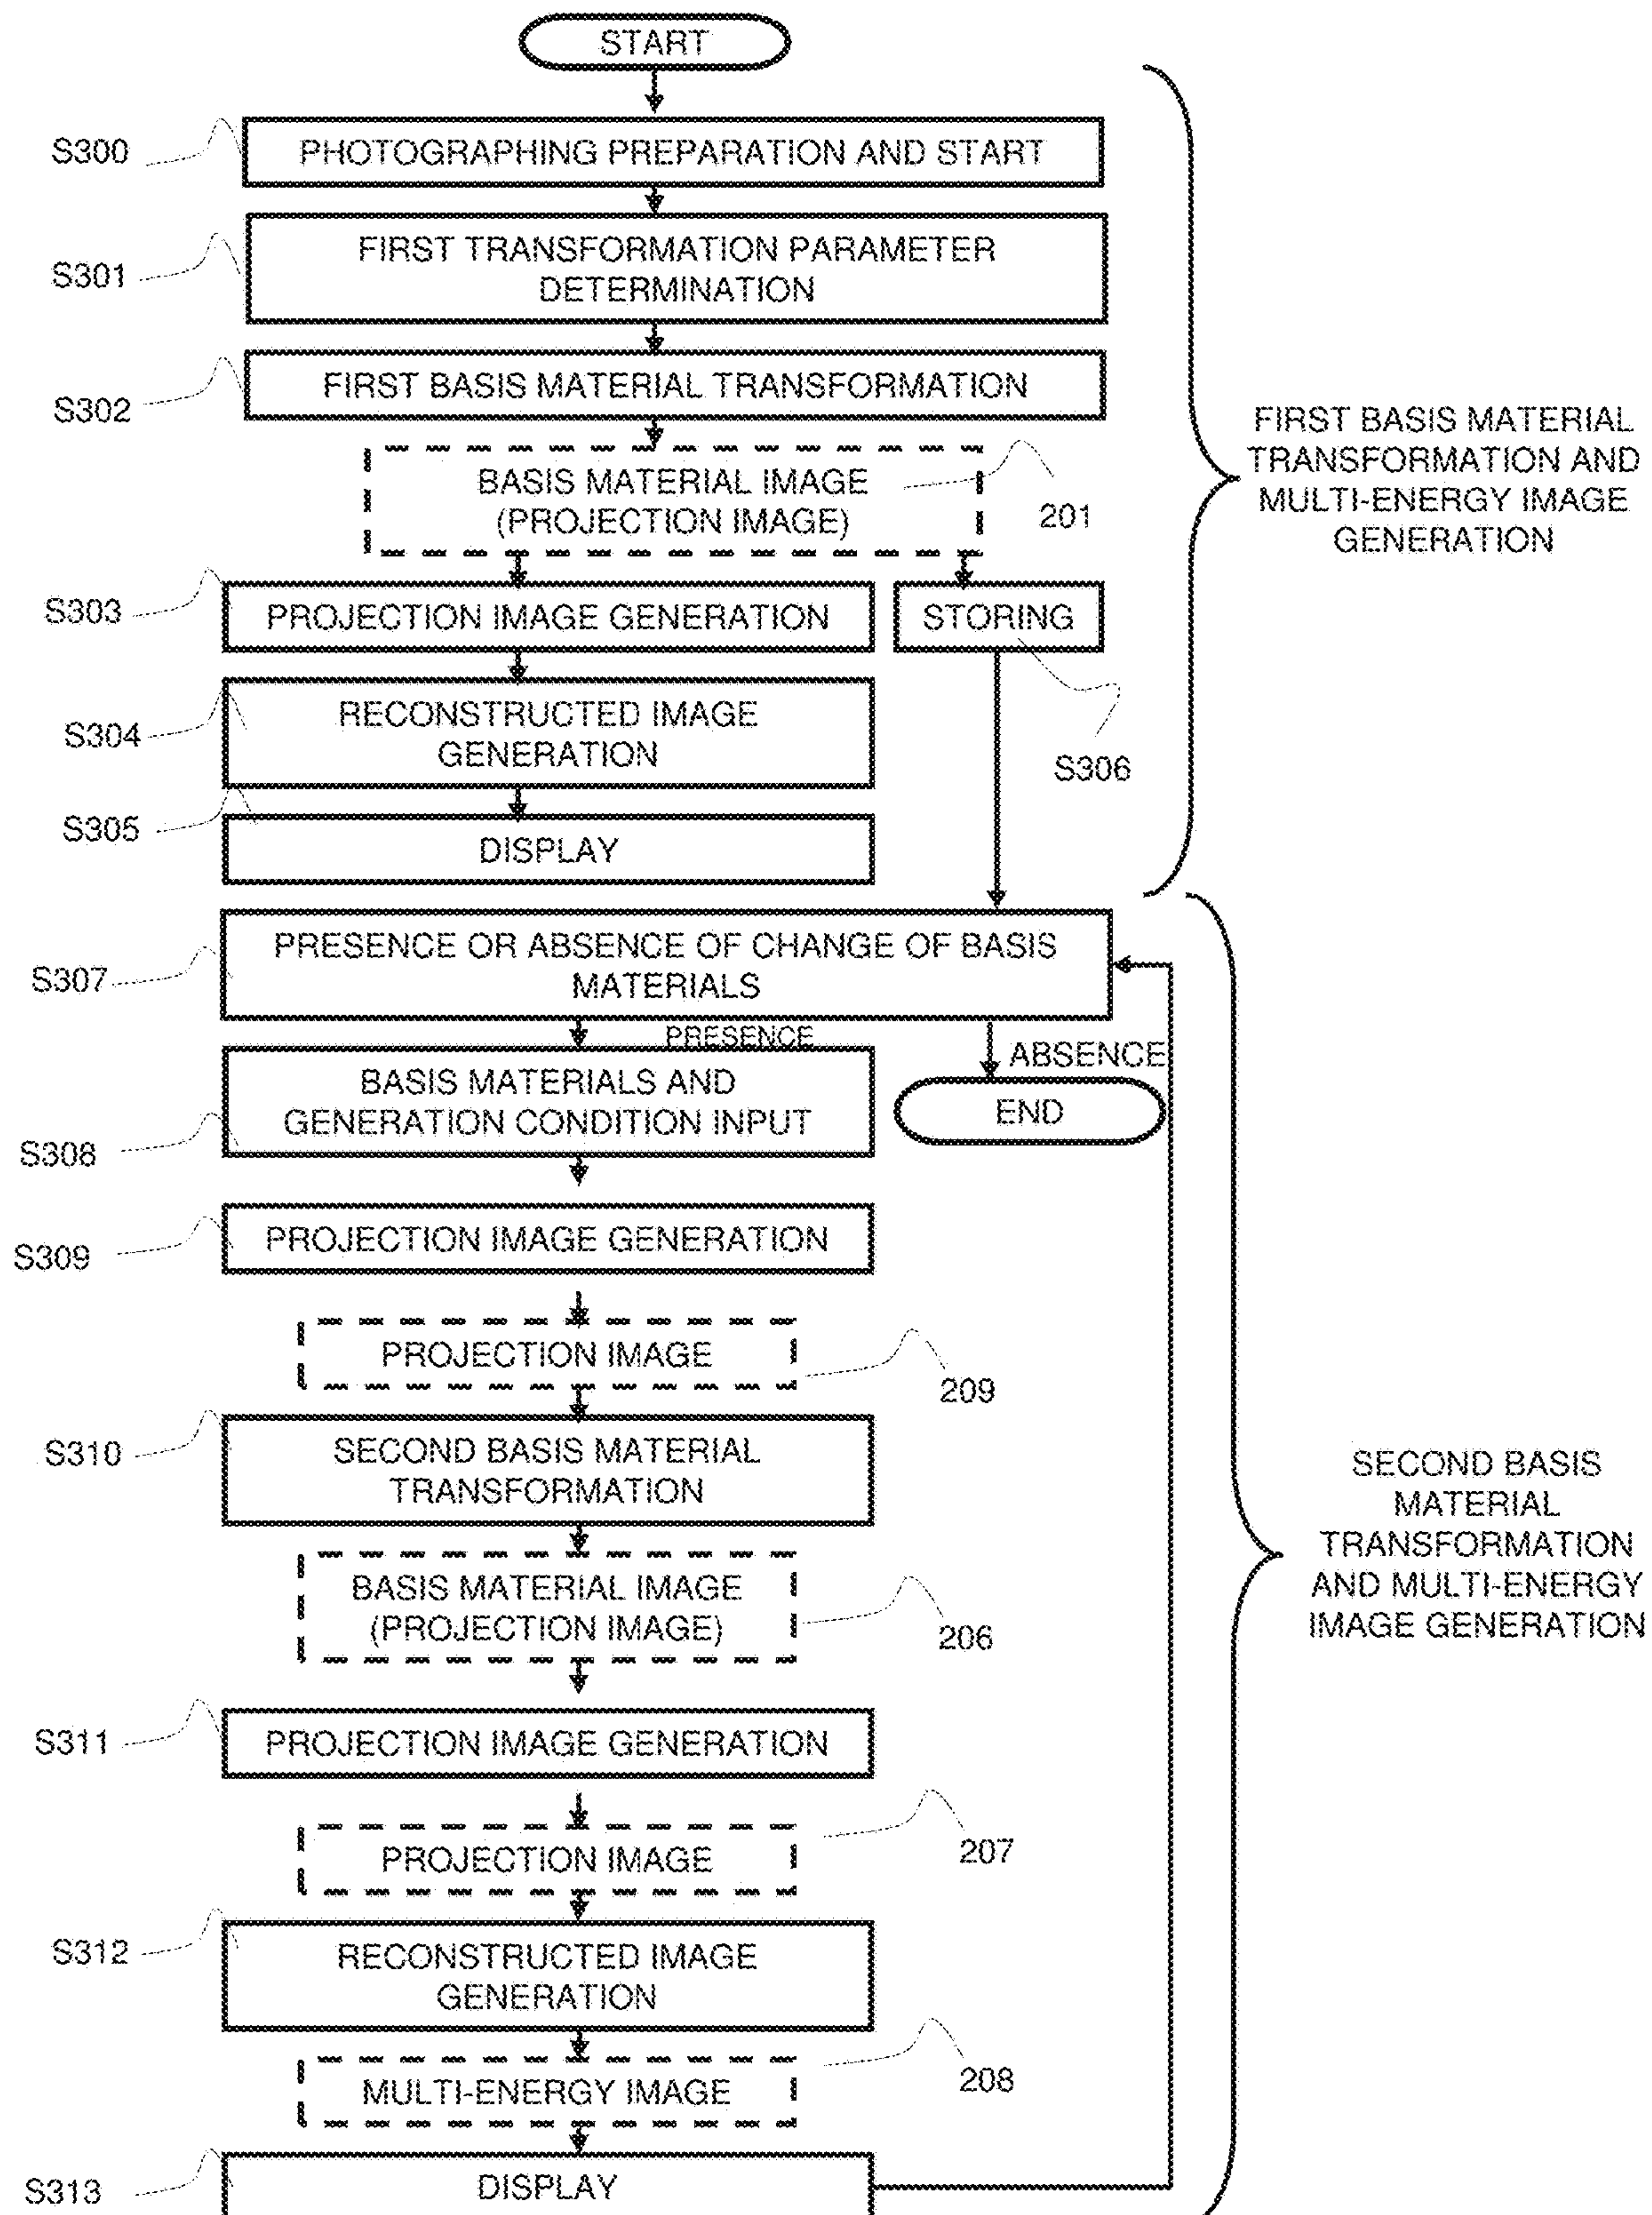 START
S300
PHOTOGRAPHING PREPARATION AND START
S301
FIRST TRANSFORMATION PARAMETER
DETERMINATION
S302
FIRST BASIS MATERIAL TRANSFORMATION
BASIS MATERIAL IMAGE
(PROJECTION IMAGE)
201
FIRST BASIS MATERIAL
TRANSFORMATION AND
MULTI-ENERGY IMAGE
GENERATION
S303
PROJECTION IMAGE GENERATION
STORING
S304
RECONSTRUCTED IMAGE
GENERATION
S306
S305
DISPLAY
S307
PRESENCE OR ABSENCE OF CHANGE OF BASIS
MATERIALS
PRESENCE
ABSENCE
S308
BASIS MATERIALS AND
GENERATION CONDITION INPUT
END
S309
PROJECTION IMAGE GENERATION
PROJECTION IMAGE
209
S310
SECOND BASIS MATERIAL
TRANSFORMATION
SECOND BASIS
MATERIAL
TRANSFORMATION
AND MULTI-ENERGY
IMAGE GENERATION
BASIS MATERIAL IMAGE
(PROJECTION IMAGE)
206
S311
PROJECTION IMAGE GENERATION
PROJECTION IMAGE
207
S312
RECONSTRUCTED IMAGE
GENERATION
MULTI-ENERGY IMAGE
208
S313
DISPLAY